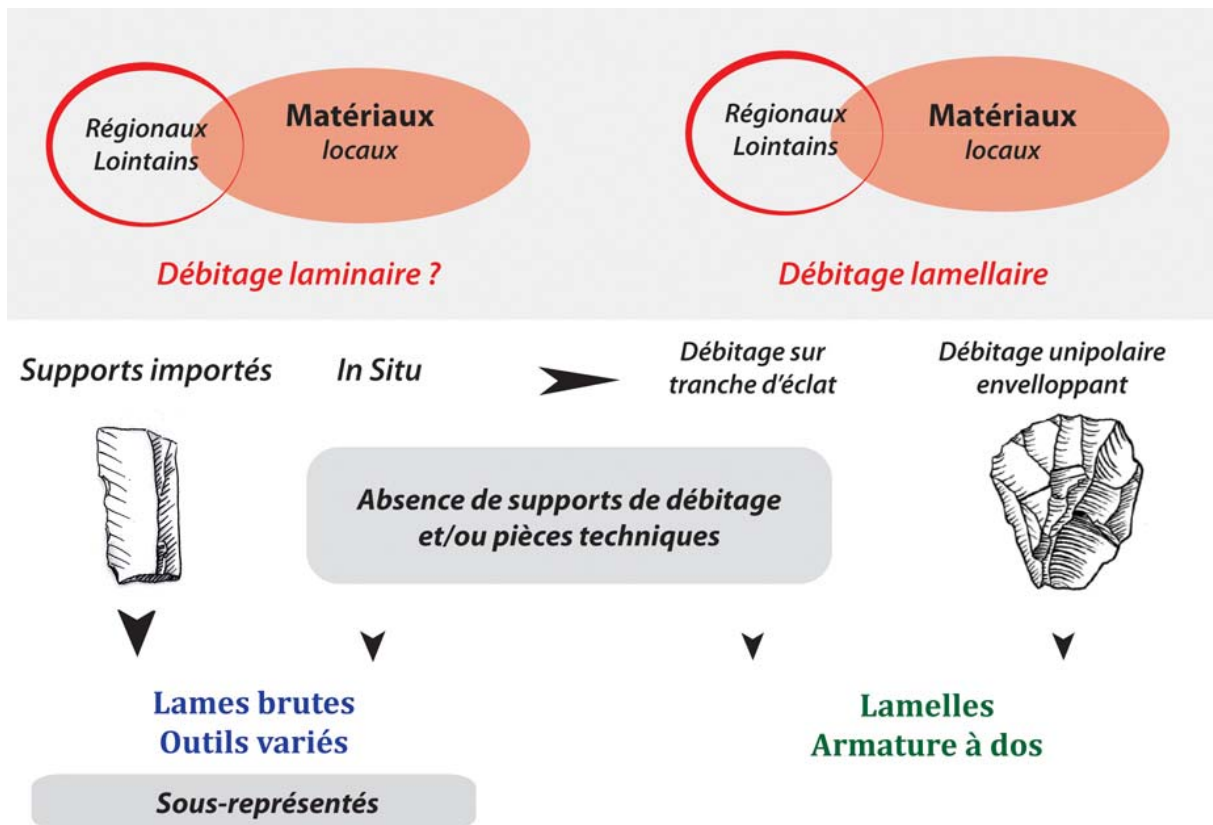 Régionaux
Lointains
Matériaux
locaux
Débitage laminaire ?
Régionaux
Lointains
Matériaux
locaux
Débitage lamellaire
Supports importés
In Situ
Débitage sur
tranche d'éclat
Débitage unipolaire
envelloppant
Absence de supports de débitage
et/ou pièces techniques
Lames brutes
Outils variés
Sous-représentés
Lamelles
Armature à dos